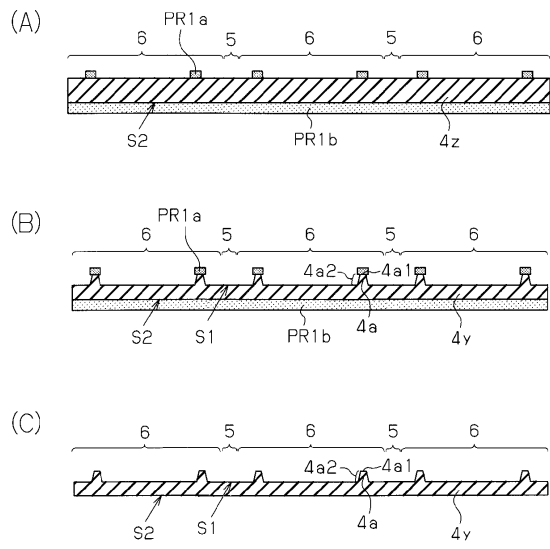 (A)
6 PR1a 5 6 5 6
S2 PR1b 4z
(B)
PR1a
6 5 6 5 6
4a2 4a1
S2 S1 PR1b 4a 4y
(C)
6 5 6 5 6
4a2 4a1
S2 S1 4a 4y